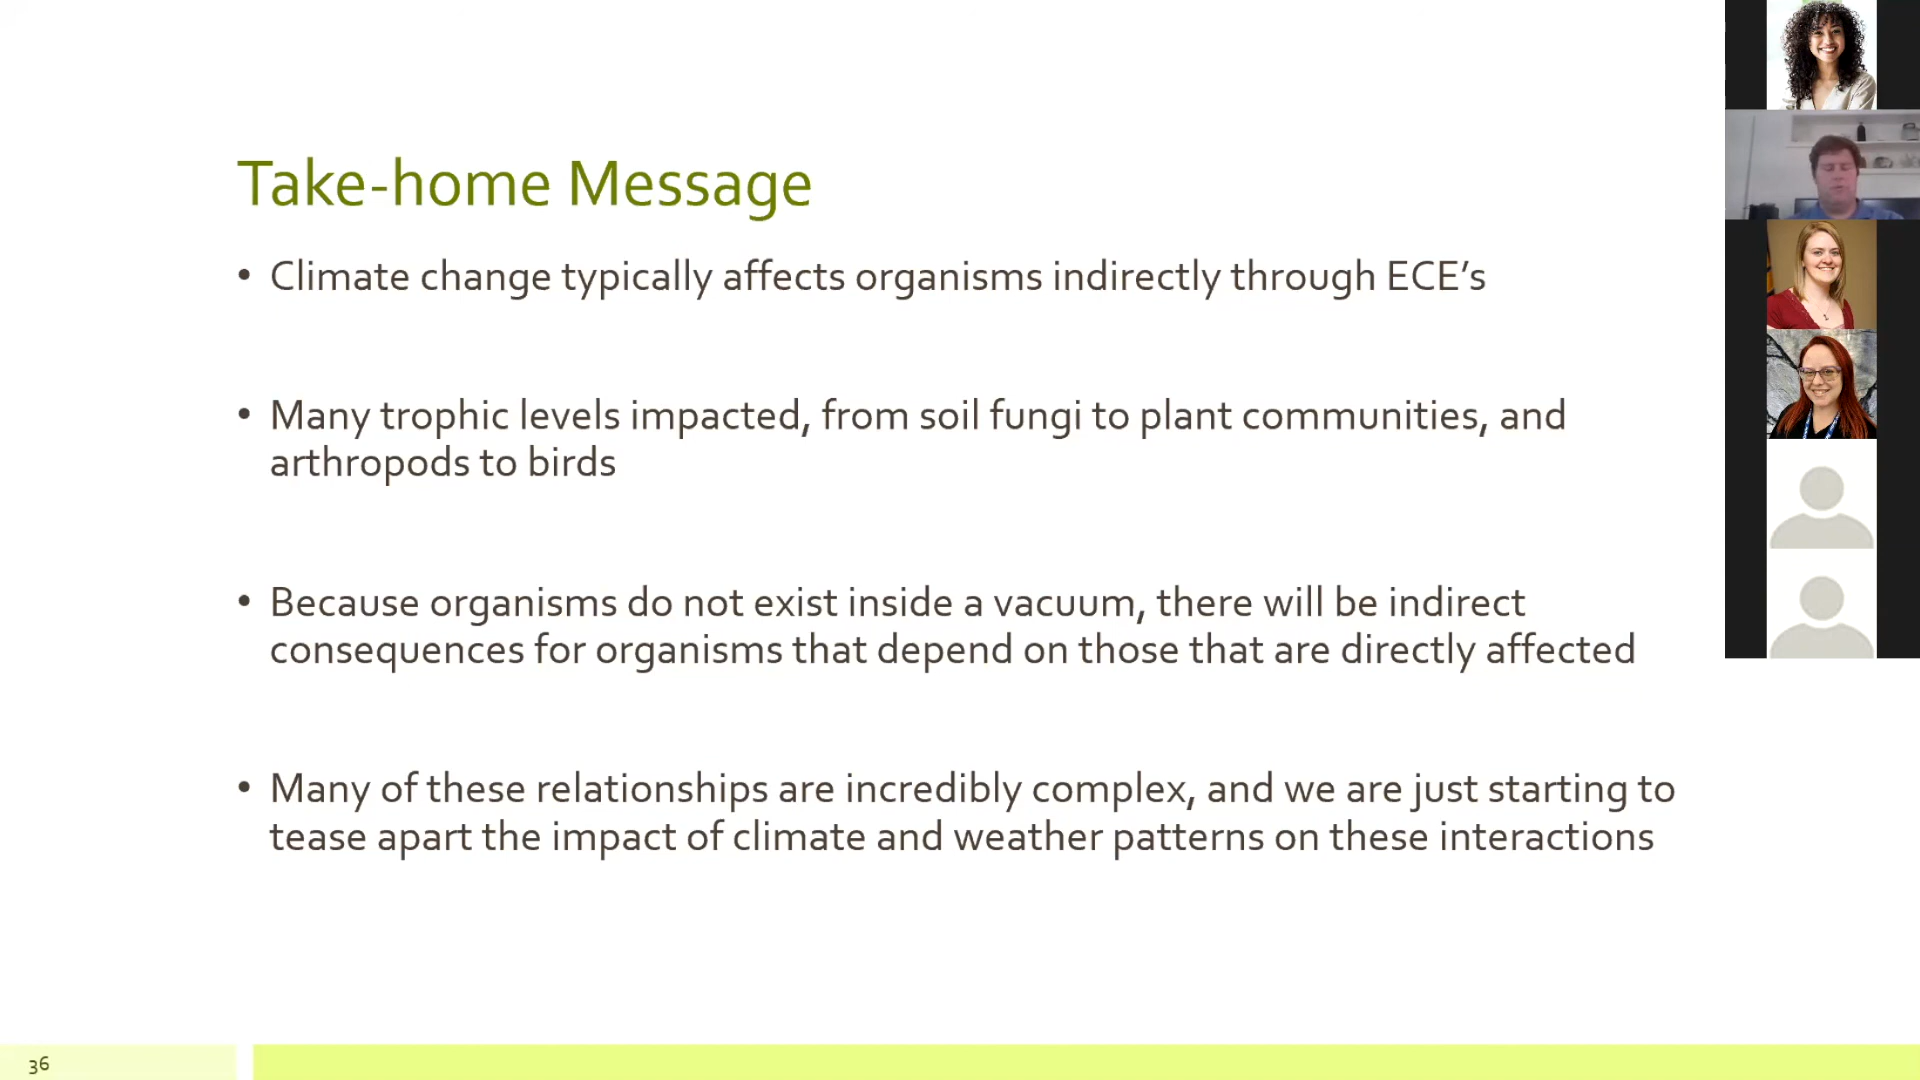 Take-home Message
• Climate change typically affects organisms indirectly through ECE’s
• Many trophic levels impacted, from soil fungi to plant communities, and
arthropods to birds
• Because organisms do not exist inside a vacuum, there will be indirect
consequences for organisms that depend on those that are directly affected
• Many of these relationships are incredibly complex, and we are just starting to
tease apart the impact of climate and weather patterns on these interactions
36